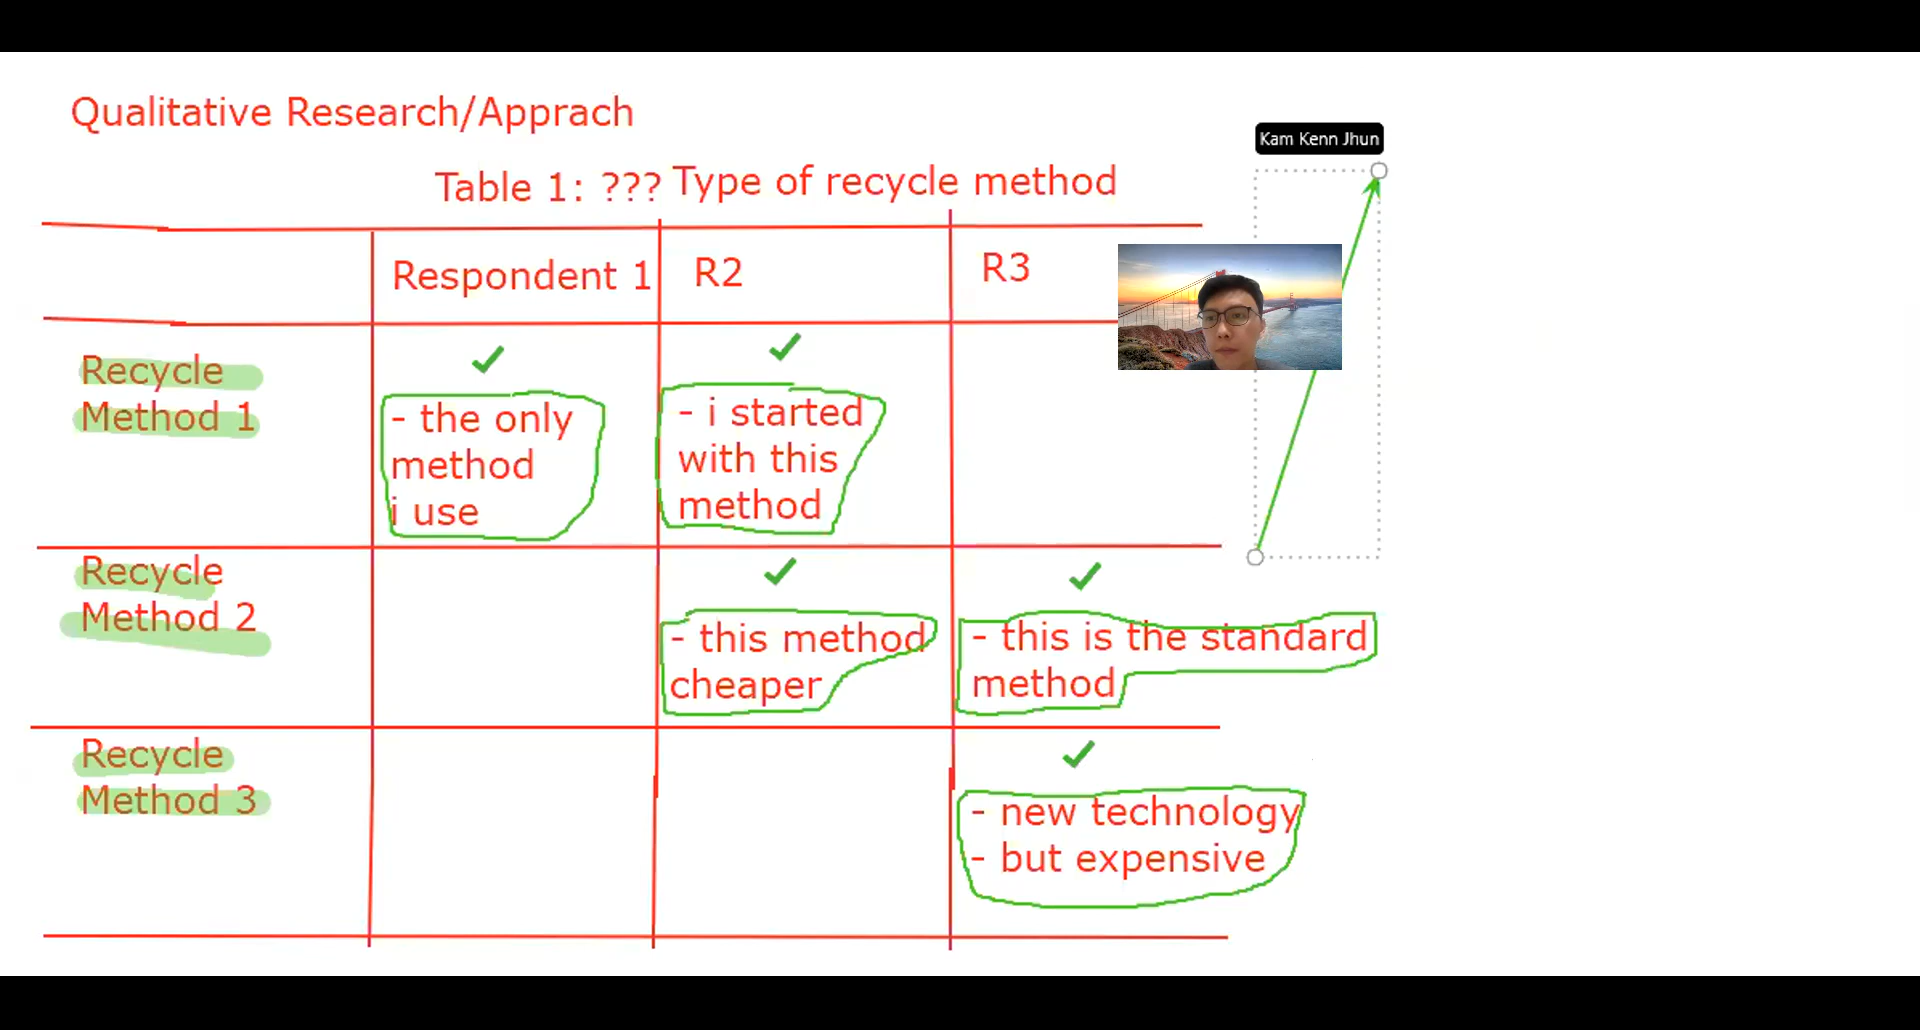 Qualitative Research/Apprach
Kam Kenn Jhun
Table 1: ??? Type of recycle method
Respondent 1 R2 R3
Recycle
Method 1
- the only
method
i use
- i started
with this
method
Recycle
Method 2
- this method
cheaper
- this is the standard
method
Recycle
Method 3
- new technology
- but expensive